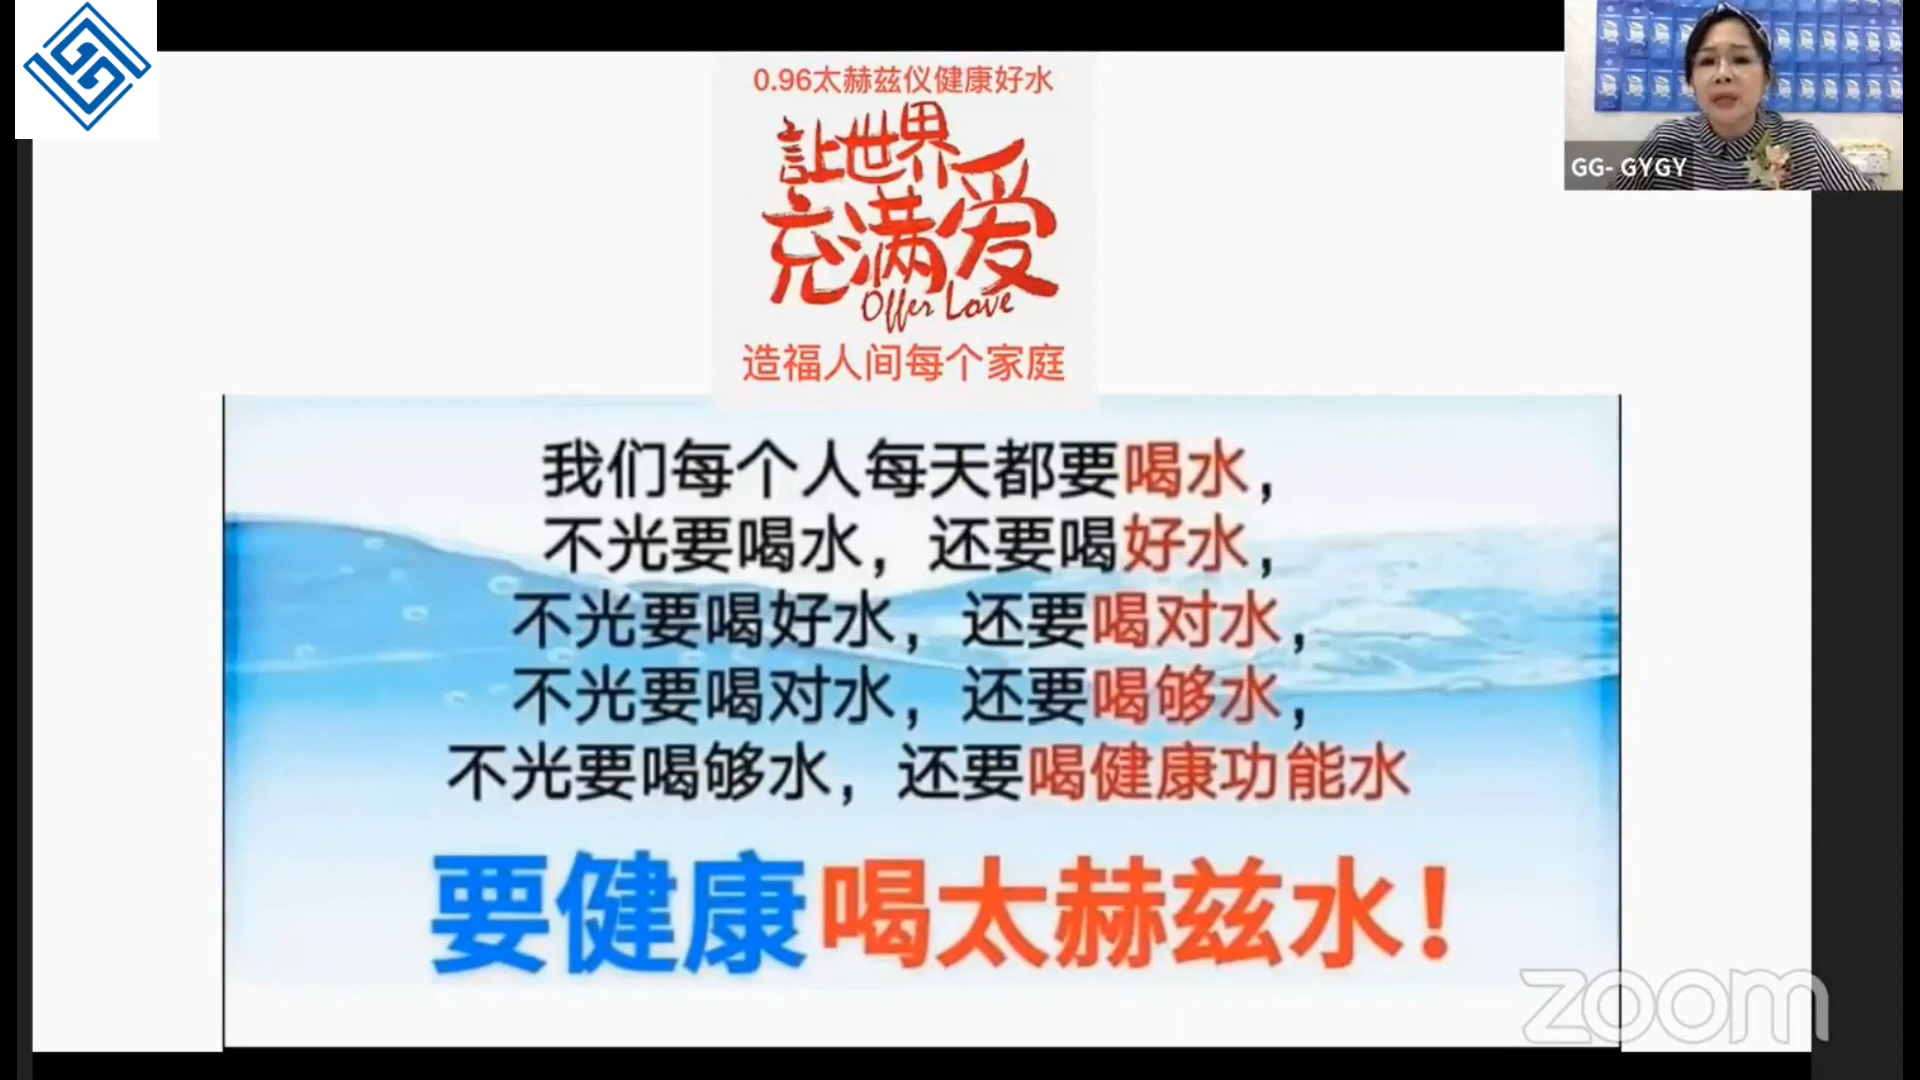 0.96太赫兹仪健康好水
讓世界
充满爱
Offer Love
造福人间每个家庭
我们每个人每天都要喝水，
不光要喝水，还要喝好水，
不光要喝好水，还要喝对水，
不光要喝对水，还要喝够水，
不光要喝够水，还要喝健康功能水
要健康喝太赫兹水！
GG- GYGY
zoom